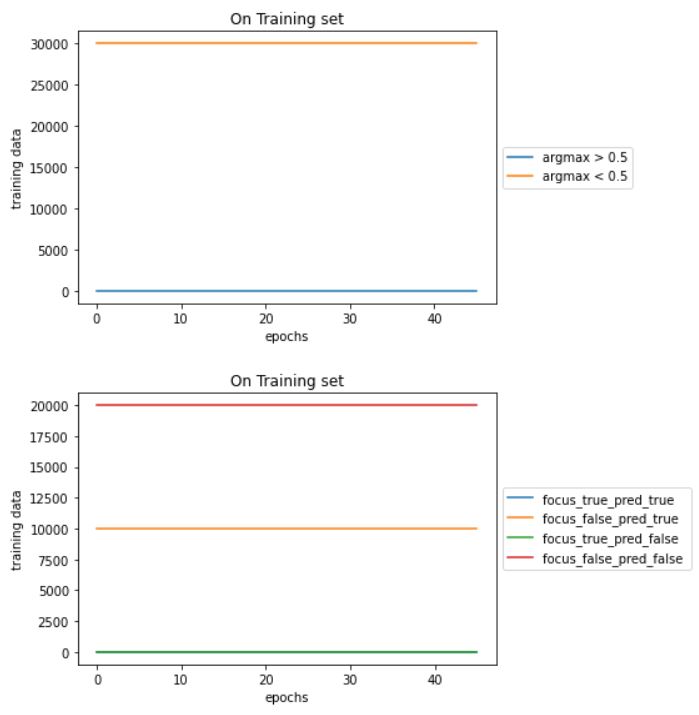 On Training set
30000
25000
20000
15000
10000
5000
0
training data
0 10 20 30 40
epochs
argmax > 0.5
argmax < 0.5
On Training set
20000
17500
15000
12500
10000
7500
5000
2500
0
training data
0 10 20 30 40
epochs
focus_true_pred_true
focus_false_pred_true
focus_true_pred_false
focus_false_pred_false